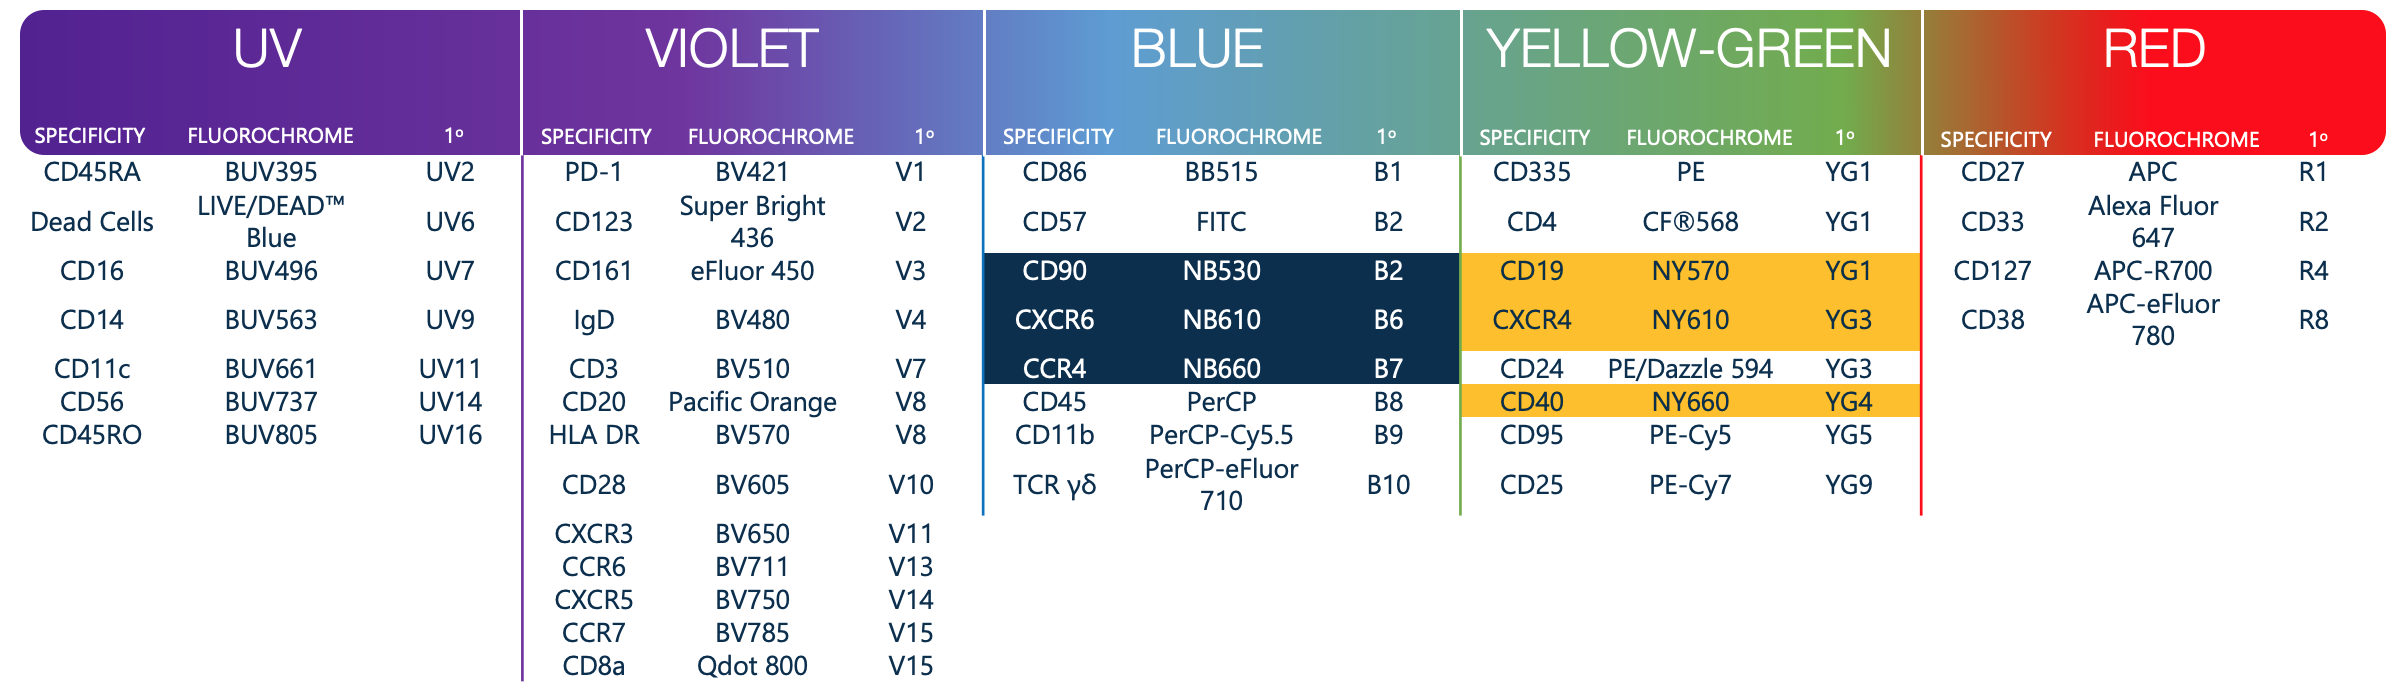 UV VIOLET BLUE YELLOW-GREEN RED
SPECIFICITY FLUOROCHROME 1º SPECIFICITY FLUOROCHROME 1º SPECIFICITY FLUOROCHROME 1º SPECIFICITY FLUOROCHROME 1º SPECIFICITY FLUOROCHROME 1º
CD45RA BUV395 UV2 PD-1 BV421 V1 CD86 BB515 B1 CD335 PE YG1 CD27 APC R1
Dead Cells LIVE/DEAD™ Blue UV6 CD123 Super Bright 436 V2 CD57 FITC B2 CD4 CF®568 YG1 CD33 Alexa Fluor 647 R2
CD16 BUV496 UV7 CD161 eFluor 450 V3 CD90 NB530 B2 CD19 NY570 YG1 CD127 APC-R700 R4
CD14 BUV563 UV9 IgD BV480 V4 CXCR6 NB610 B6 CXCR4 NY610 YG3 CD38 APC-eFluor 780 R8
CD11c BUV661 UV11 CD3 BV510 V7 CCR4 NB660 B7 CD24 PE/Dazzle 594 YG3
CD56 BUV737 UV14 CD20 Pacific Orange V8 CD45 PerCP B8 CD40 NY660 YG4
CD45RO BUV805 UV16 HLA DR BV570 V8 CD11b PerCP-Cy5.5 B9 CD95 PE-Cy5 YG5
CD28 BV605 V10 TCR γδ PerCP-eFluor 710 B10 CD25 PE-Cy7 YG9
CXCR3 BV650 V11
CCR6 BV711 V13
CXCR5 BV750 V14
CCR7 BV785 V15
CD8a Qdot 800 V15